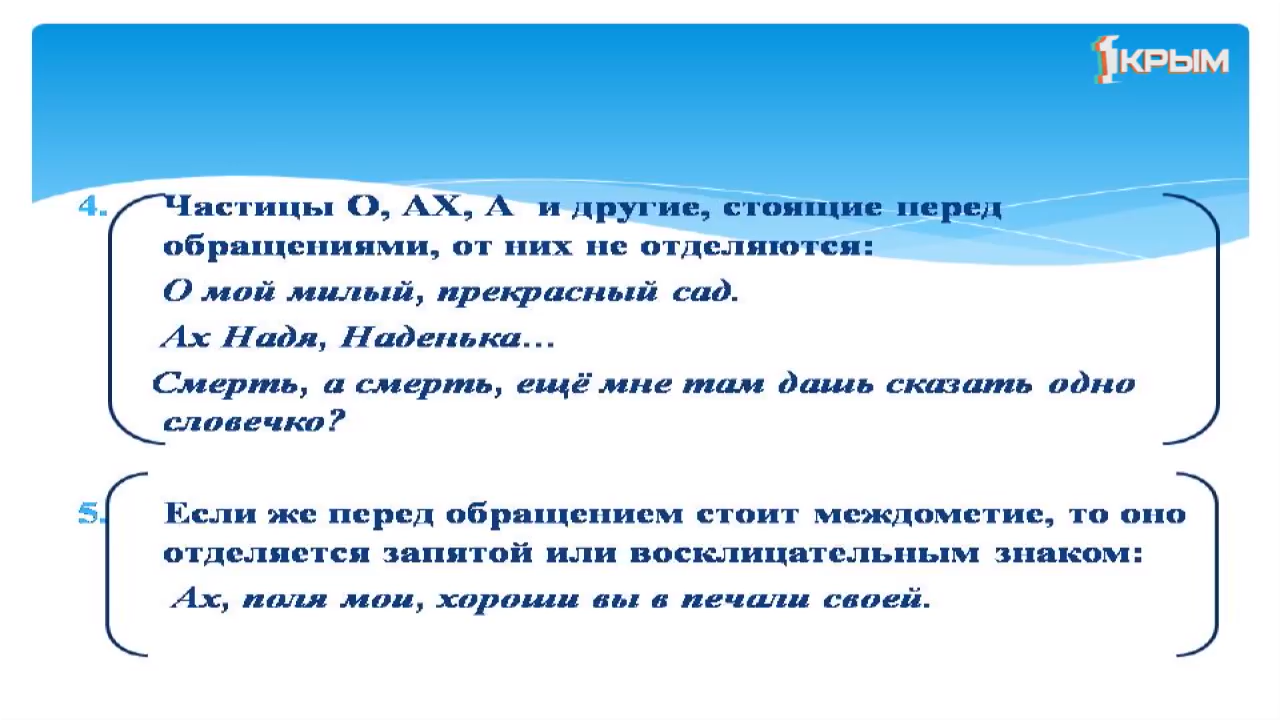 1КРЫМ
4. Частицы О, АХ, А и другие, стоящие перед
обращениями, от них не отделяются:
О мой милый, прекрасный сад.
Ах Надя, Наденька...
Смерть, а смерть, ещё мне там дашь сказать одно
словечко?
5. Если же перед обращением стоит междометие, то оно
отделяется запятой или восклицательным знаком:
Ах, поля мои, хороши вы в печали своей.